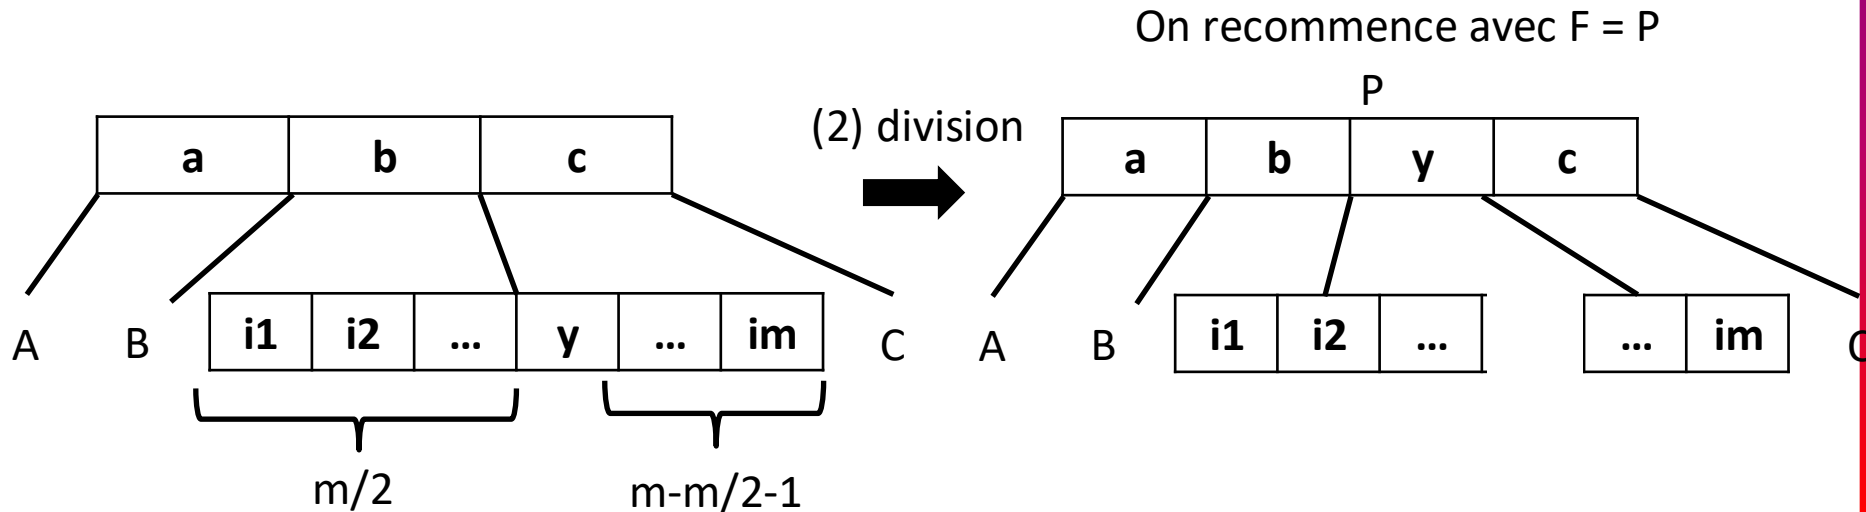 On recommence avec F = P
P
(2) division
a b c
a b y c
A B i1 i2 ... y ... im C
A B i1 i2 ... ... im C
m/2 m-m/2-1